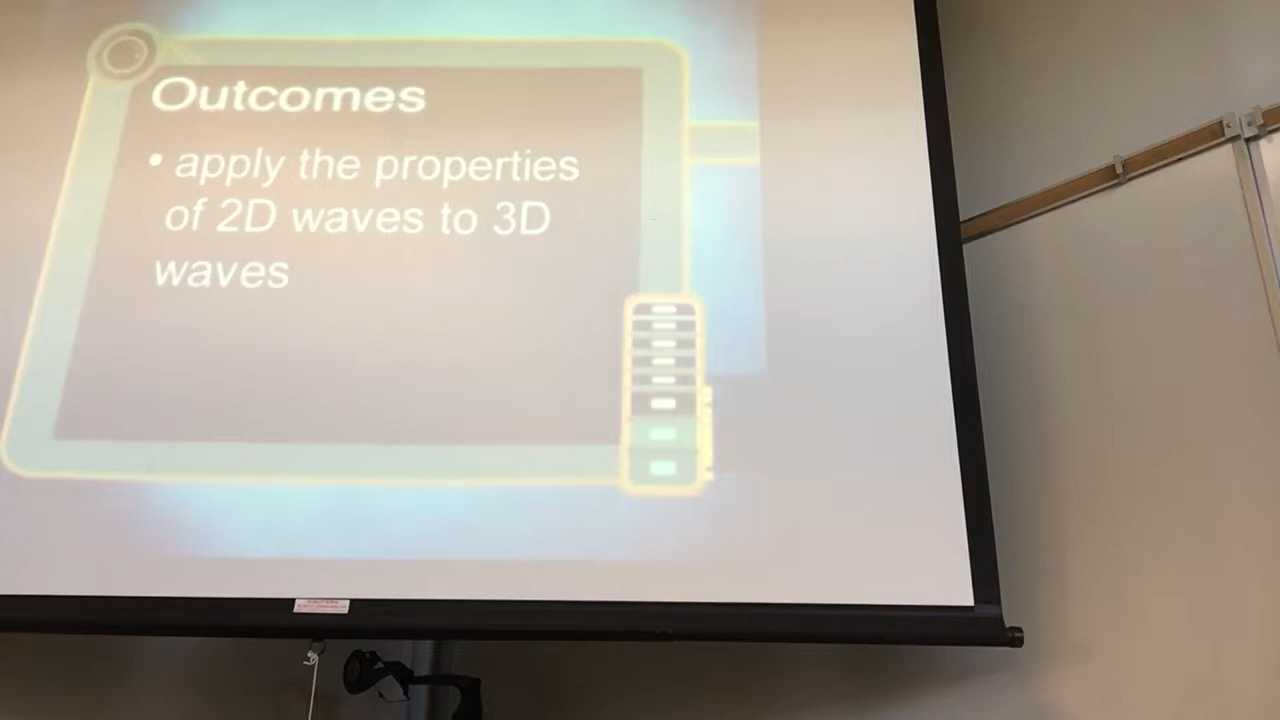 Outcomes
• apply the properties
of 2D waves to 3D
waves